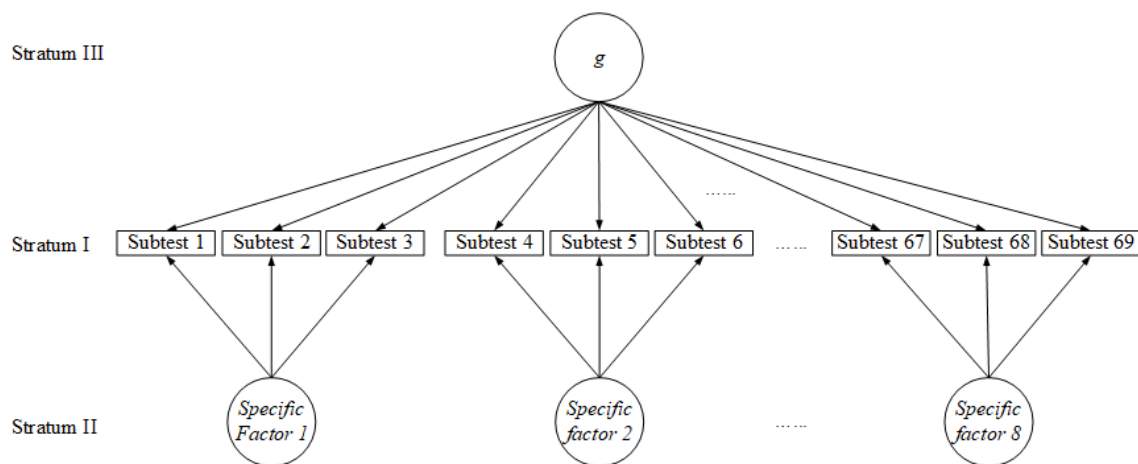 Stratum III
g
……
Stratum I
Subtest 1
Subtest 2
Subtest 3
Subtest 4
Subtest 5
Subtest 6
……
Subtest 67
Subtest 68
Subtest 69
Stratum II
Specific
Factor 1
Specific
factor 2
……
Specific
factor 8